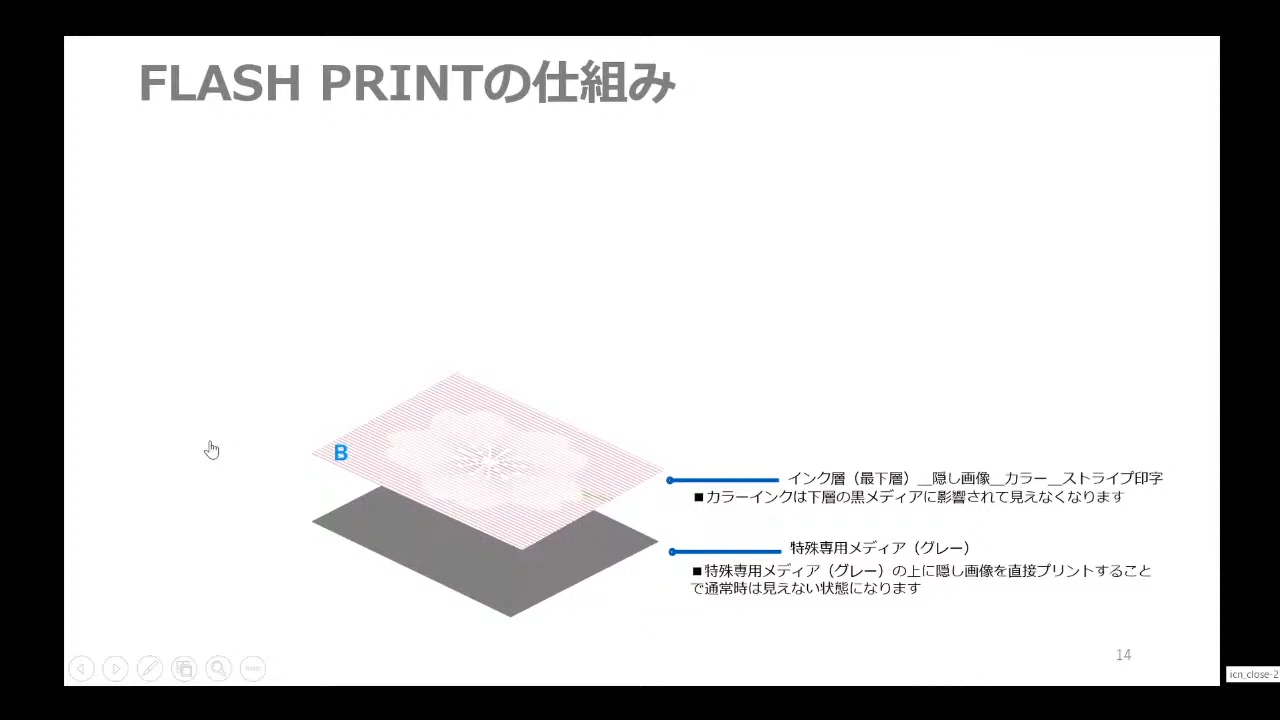 FLASH PRINTの仕組み
B
インク層（最下層）＿隠し画像＿カラー＿ストライプ印字
■カラーインクは下層の黒メディアに影響されて見えなくなります
特殊専用メディア（グレー）
■特殊専用メディア（グレー）の上に隠し画像を直接プリントすること
で通常時は見えない状態になります
14
icn_close-2